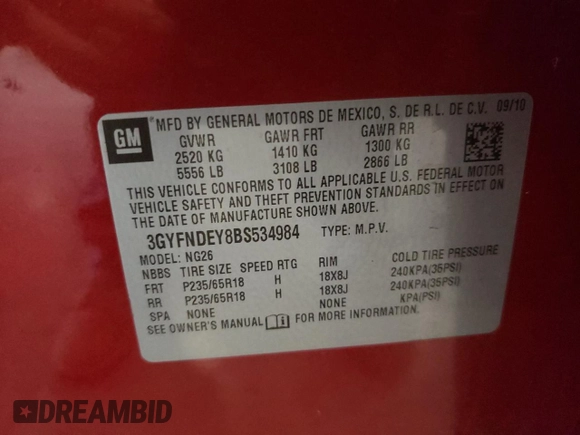 GM
*MFD BY GENERAL MOTORS DE MEXICO, S. DE R.L. DE C.V. 09/10
GVWR GAWR FRT GAWR RR
2520 KG 1410 KG 1300 KG
5556 LB 3108 LB 2866 LB
THIS VEHICLE CONFORMS TO ALL APPLICABLE U.S. FEDERAL MOTOR
VEHICLE SAFETY AND THEFT PREVENTION STANDARDS IN EFFECT ON
THE DATE OF MANUFACTURE SHOWN ABOVE.
3GYFNDEY8BS534984 TYPE: M.P.V.
MODEL: NG26
NBBS TIRE SIZE SPEED RTG RIM COLD TIRE PRESSURE
FRT P235/65R18 H 18X8J 240KPA(35PSI)
RR P235/65R18 H 18X8J 240KPA(35PSI)
SPA NONE NONE KPA(PSI)
SEE OWNER'S MANUAL FOR MORE INFORMATION.
DREAMBID